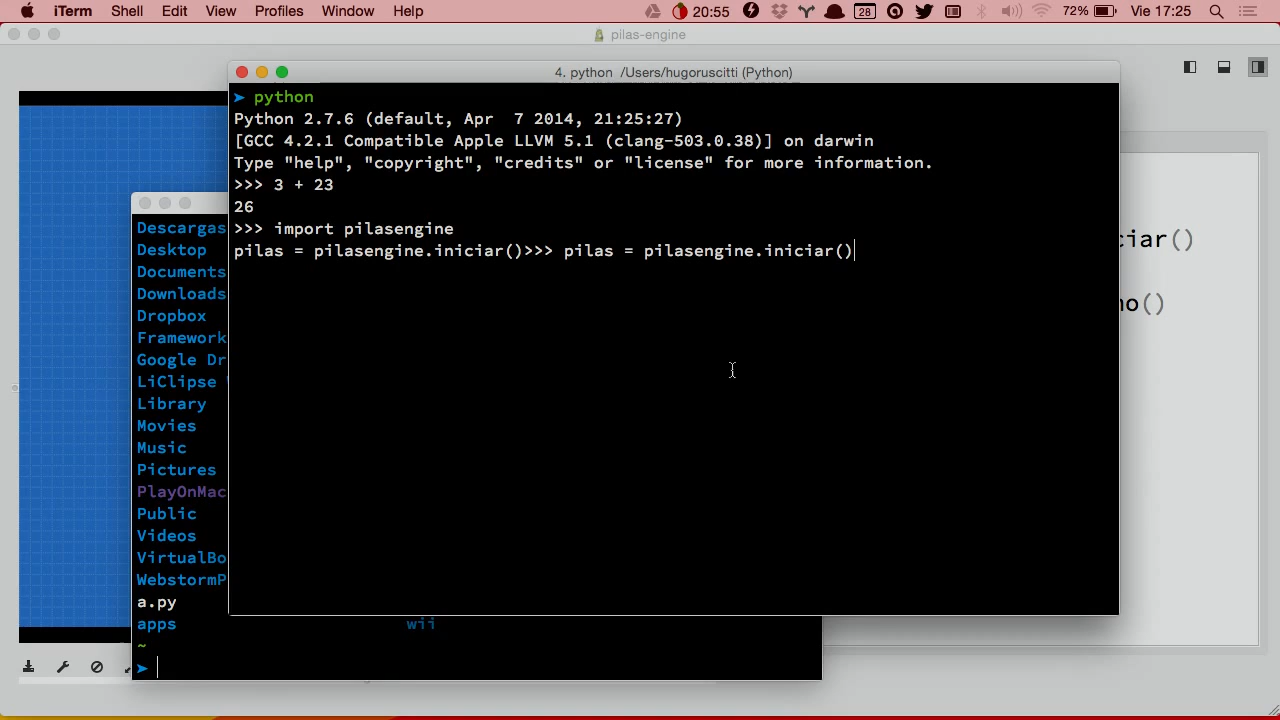 iTerm Shell Edit View Profiles Window Help 20:55 28 72% Vie 17:25
pilas-engine
4. python /Users/hugoruscitti (Python)
➤ python
Python 2.7.6 (default, Apr  7 2014, 21:25:27)
[GCC 4.2.1 Compatible Apple LLVM 5.1 (clang-503.0.38)] on darwin
Type "help", "copyright", "credits" or "license" for more information.
>>> 3 + 23
26
>>> import pilasengine
pilas = pilasengine.iniciar()>>> pilas = pilasengine.iniciar()
ciar()
no()
Descargas
Desktop
Documents
Downloads
Dropbox
Framework
Google Dr
LiClipse
Library
Movies
Music
Pictures
PlayOnMac
Public
Videos
VirtualBo
WebstormP
a.py
apps wii
~
➤